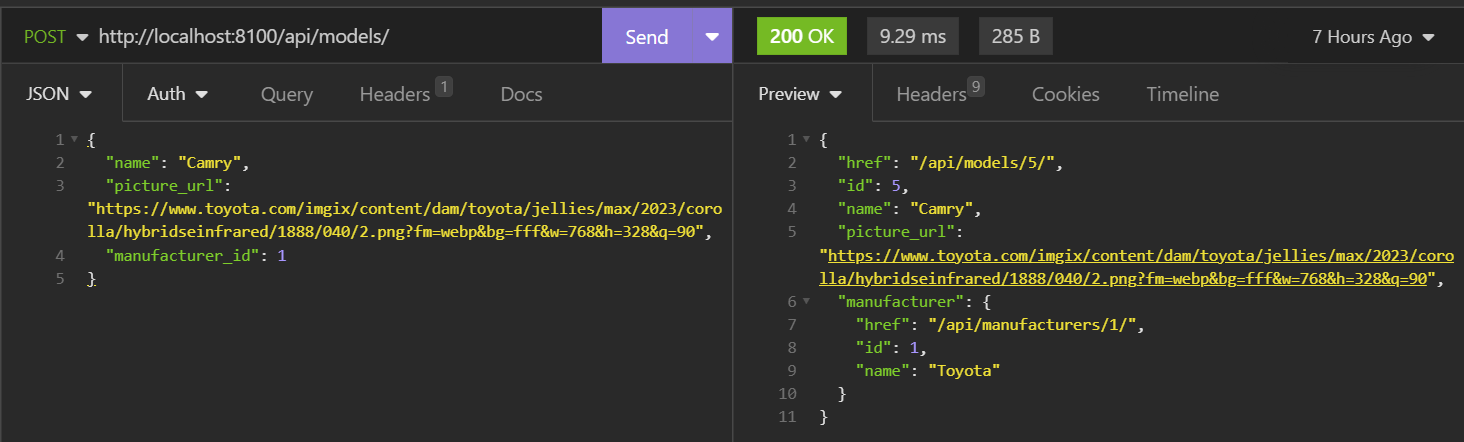 POST http://localhost:8100/api/models/ Send
200 OK 9.29 ms 285 B 7 Hours Ago
JSON Auth Query Headers 1 Docs
1 {
2 "name": "Camry",
3 "picture_url":
"https://www.toyota.com/imgix/content/dam/toyota/jellies/max/2023/coro
lla/hybridseinfrared/1888/040/2.png?fm=webp&bg=fff&w=768&h=328&q=90",
4 "manufacturer_id": 1
5 }
Preview Headers 9 Cookies Timeline
1 {
2 "href": "/api/models/5/",
3 "id": 5,
4 "name": "Camry",
5 "picture_url":
"https://www.toyota.com/imgix/content/dam/toyota/jellies/max/2023/coro
lla/hybridseinfrared/1888/040/2.png?fm=webp&bg=fff&w=768&h=328&q=90",
6 "manufacturer": {
7 "href": "/api/manufacturers/1/",
8 "id": 1,
9 "name": "Toyota"
10 }
11 }